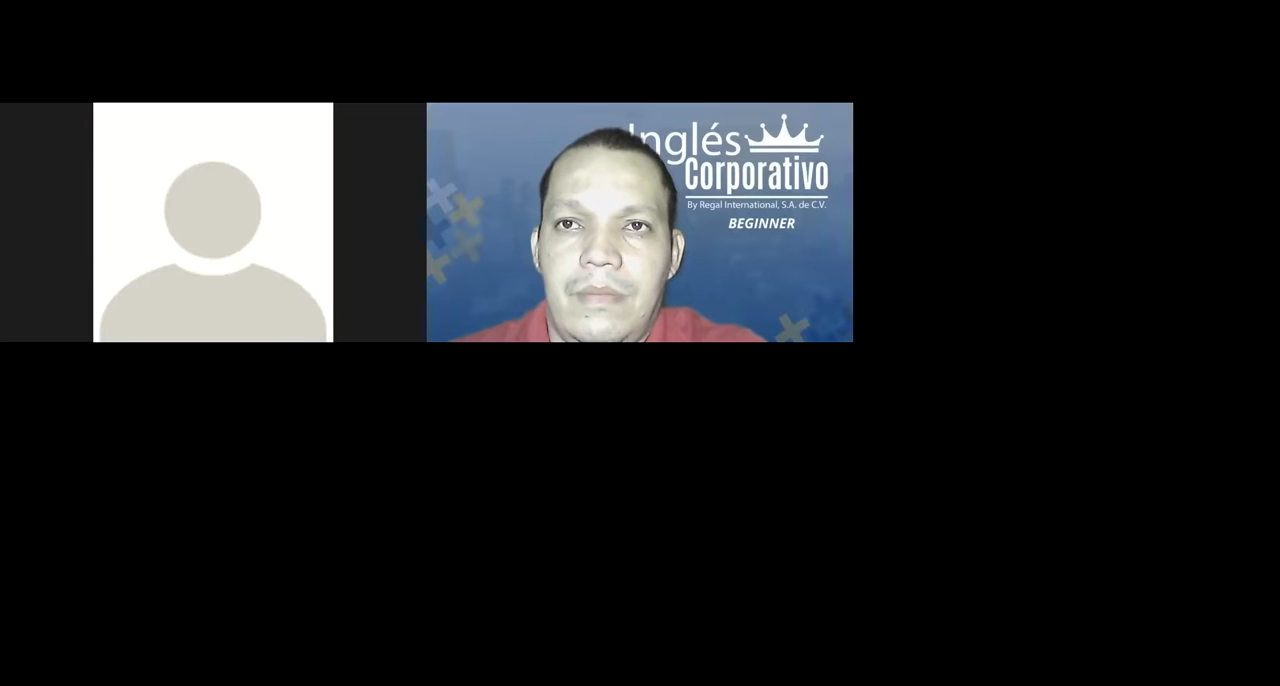 Inglés
Corporativo
By Regal International, S.A. de C.V.
BEGINNER